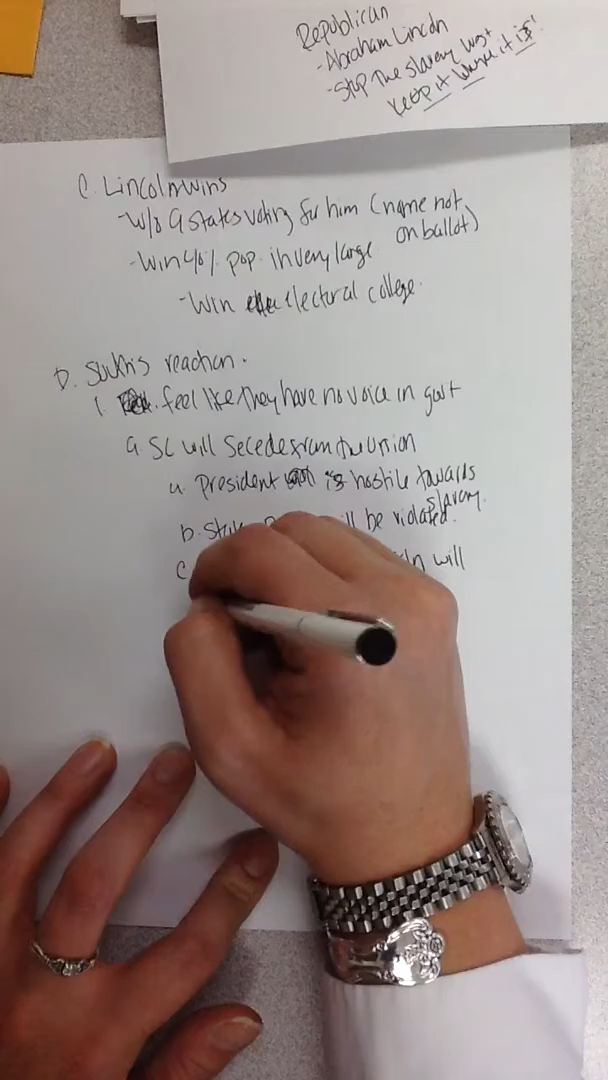 Republican
- Abraham Lincoln
- Stop the slavery west
keep it where it is!
C. Lincoln wins
- W/o 9 states voting for him (name not
on ballot)
- Win 40% pop. in very large
- Win electoral college.
D. South's reaction.
1. feel like they have no voice in gov't
a. SC will Secede from the Union
a. President is hostile towards
slavery.
b. will be violated.
C
will